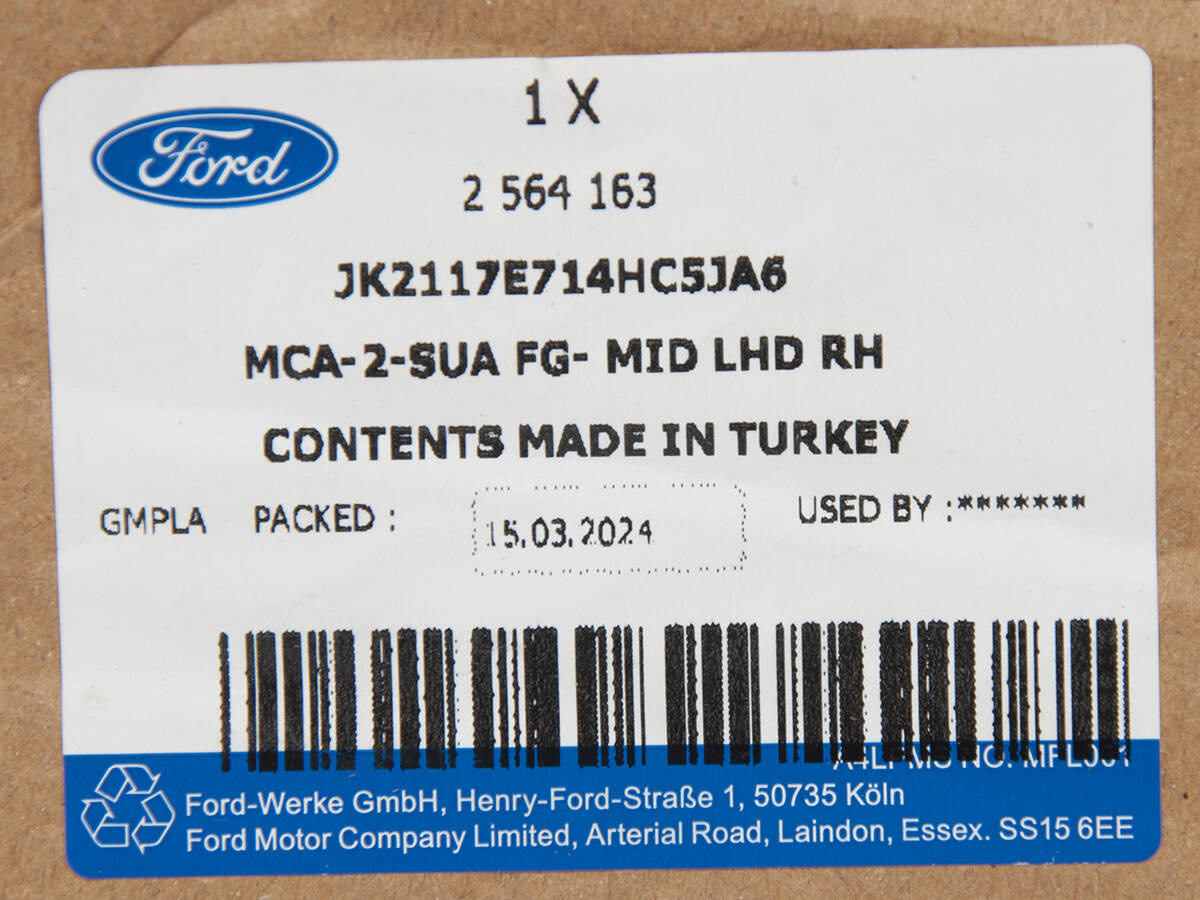 1 X
Ford
2 564 163
JK2117E714HC5JA6
MCA-2-SUA FG- MID LHD RH
CONTENTS MADE IN TURKEY
GMPLA PACKED : 15.03.2024 USED BY :*******
NO.
Ford-Werke GmbH, Henry-Ford-Straße 1, 50735 Köln
Ford Motor Company Limited, Arterial Road, Laindon, Essex. SS15 6EE